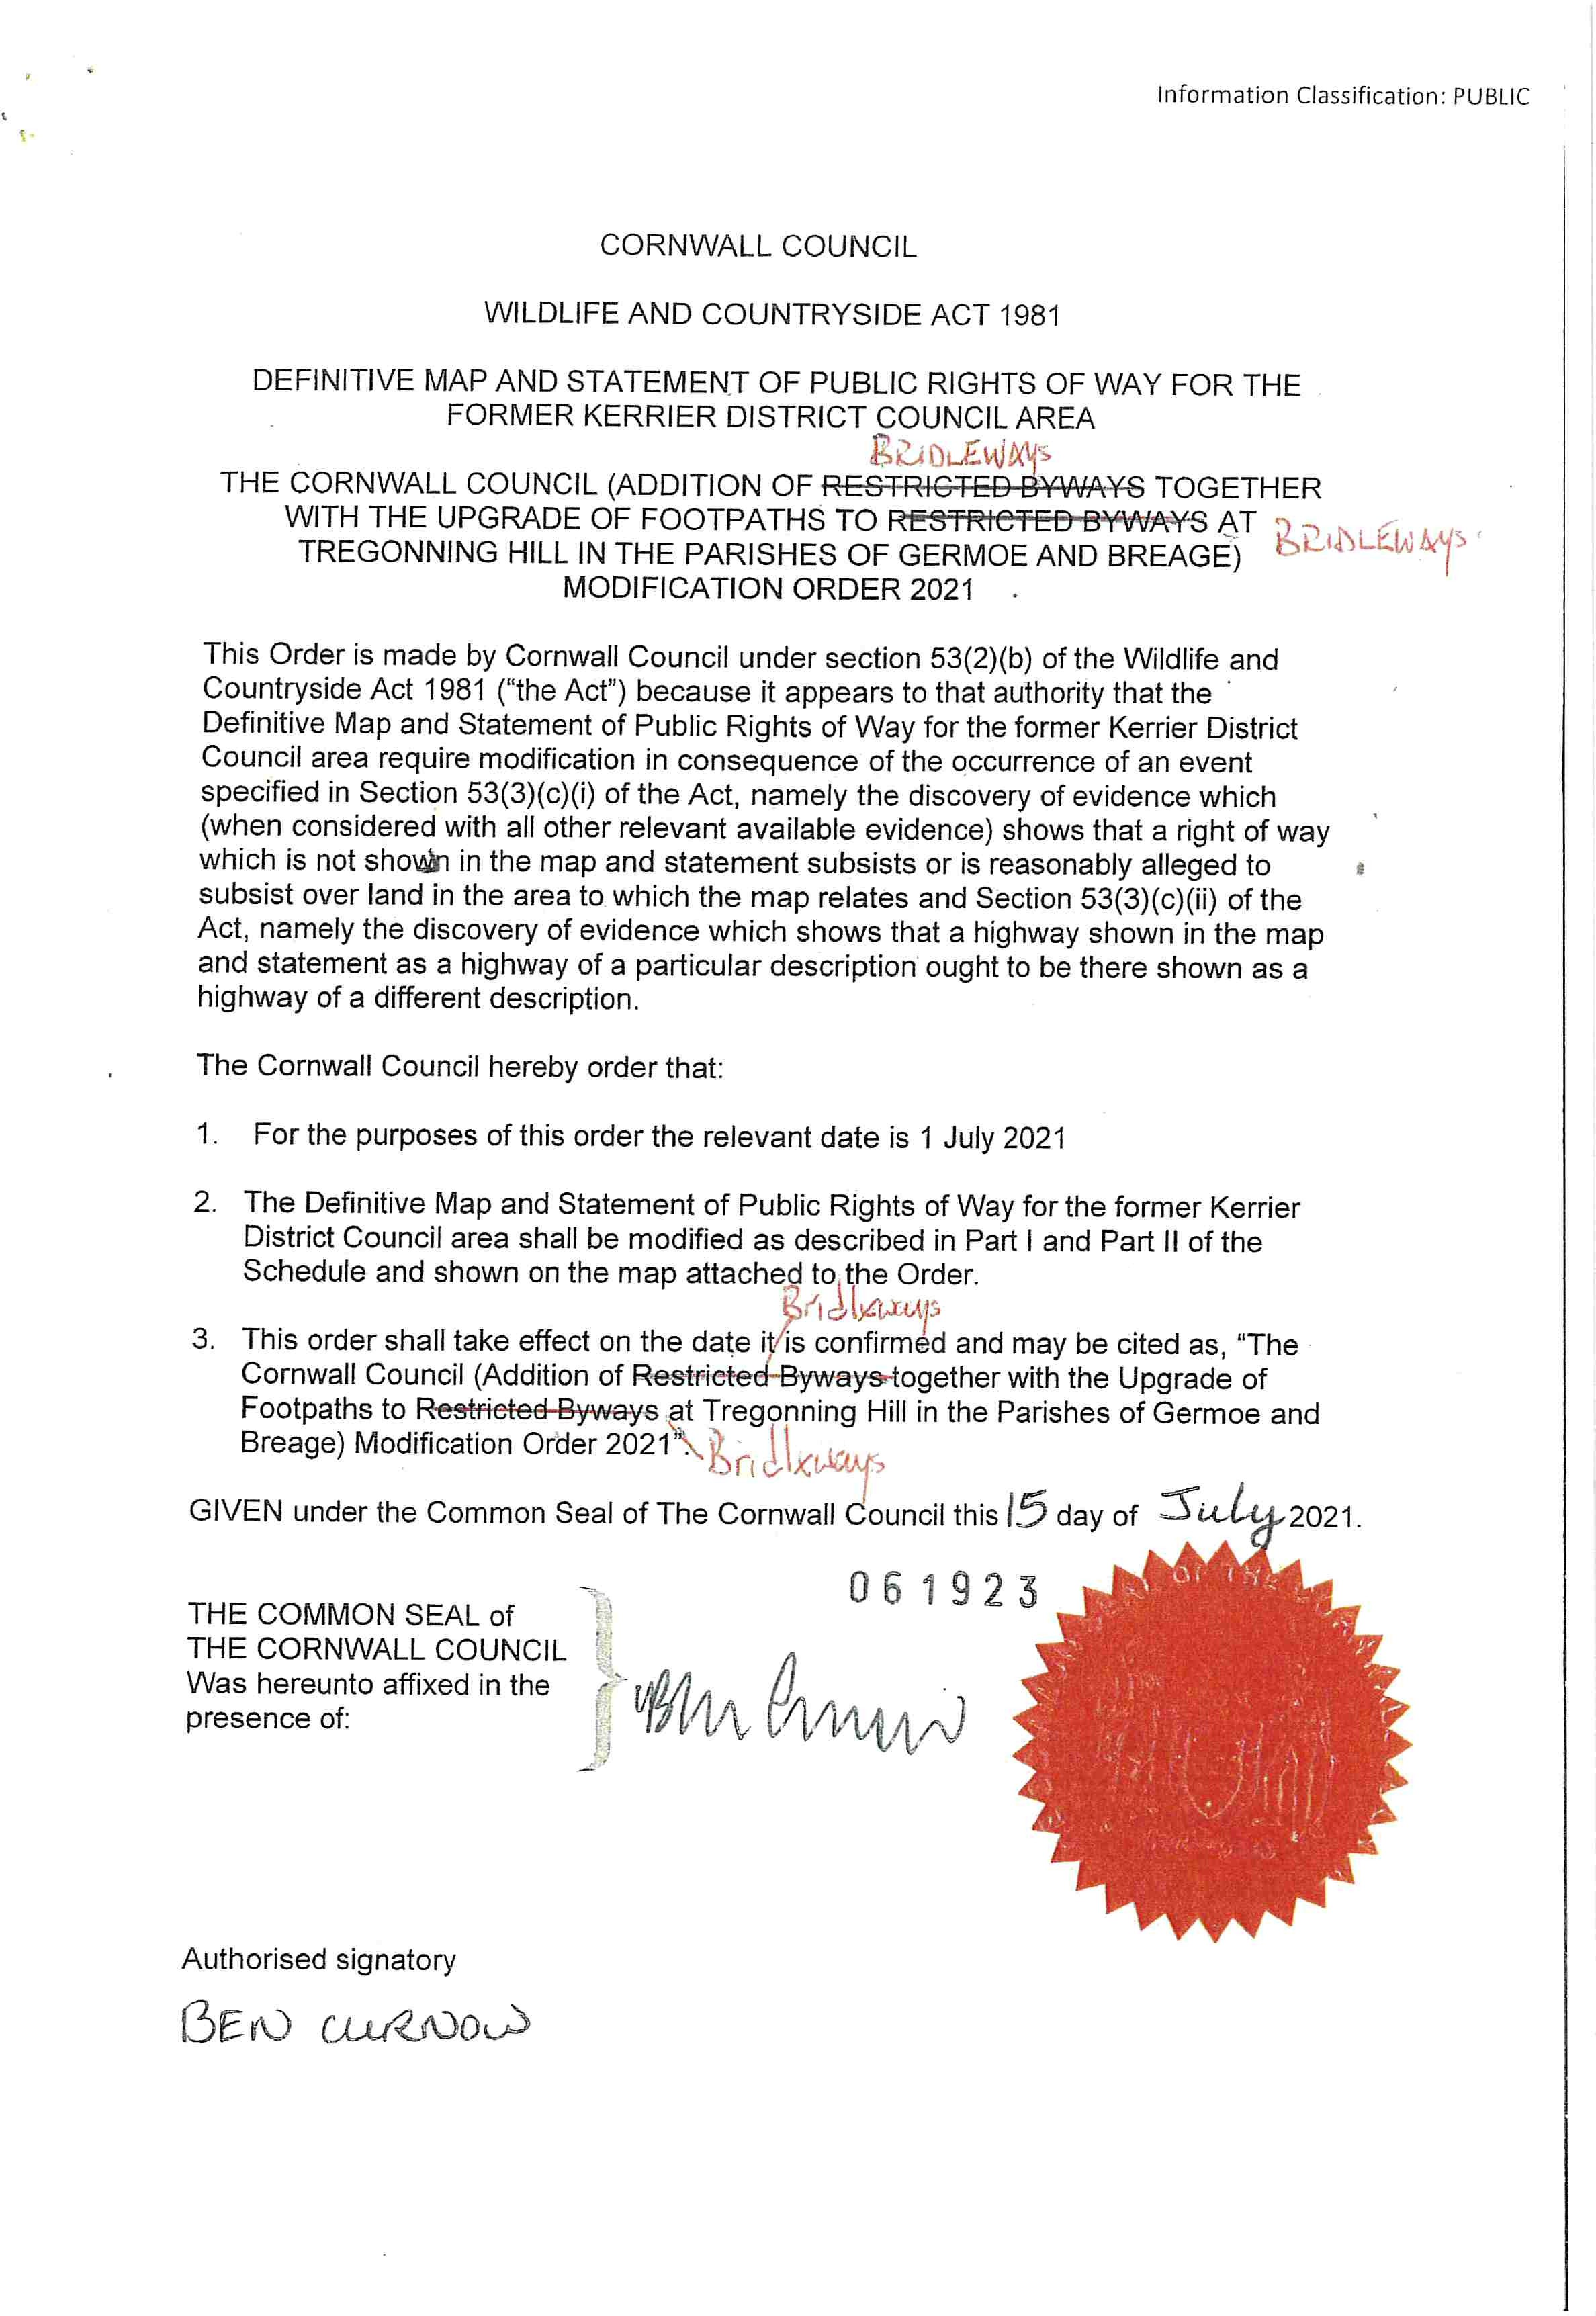 Information Classification: PUBLIC
CORNWALL COUNCIL
WILDLIFE AND COUNTRYSIDE ACT 1981
DEFINITIVE MAP AND STATEMENT OF PUBLIC RIGHTS OF WAY FOR THE
FORMER KERRIER DISTRICT COUNCIL AREA
BRIDLEWAYS
THE CORNWALL COUNCIL (ADDITION OF RESTRICTED BYWAYS TOGETHER
WITH THE UPGRADE OF FOOTPATHS TO RESTRICTED BYWAYS AT
BRIDLEWAYS
TREGONNING HILL IN THE PARISHES OF GERMOE AND BREAGE)
MODIFICATION ORDER 2021
This Order is made by Cornwall Council under section 53(2)(b) of the Wildlife and
Countryside Act 1981 (“the Act”) because it appears to that authority that the
Definitive Map and Statement of Public Rights of Way for the former Kerrier District
Council area require modification in consequence of the occurrence of an event
specified in Section 53(3)(c)(i) of the Act, namely the discovery of evidence which
(when considered with all other relevant available evidence) shows that a right of way
which is not shown in the map and statement subsists or is reasonably alleged to
subsist over land in the area to which the map relates and Section 53(3)(c)(ii) of the
Act, namely the discovery of evidence which shows that a highway shown in the map
and statement as a highway of a particular description ought to be there shown as a
highway of a different description.
The Cornwall Council hereby order that:
1. For the purposes of this order the relevant date is 1 July 2021
2. The Definitive Map and Statement of Public Rights of Way for the former Kerrier
District Council area shall be modified as described in Part I and Part II of the
Schedule and shown on the map attached to the Order.
Bridleways
3. This order shall take effect on the date it is confirmed and may be cited as, “The
Cornwall Council (Addition of Restricted Byways together with the Upgrade of
Footpaths to Restricted Byways at Tregonning Hill in the Parishes of Germoe and
Breage) Modification Order 2021”.
Bridleways
GIVEN under the Common Seal of The Cornwall Council this 15 day of July 2021.
061923
THE COMMON SEAL of
THE CORNWALL COUNCIL
Was hereunto affixed in the
presence of:
OF THE
Authorised signatory
BEN CURNOW